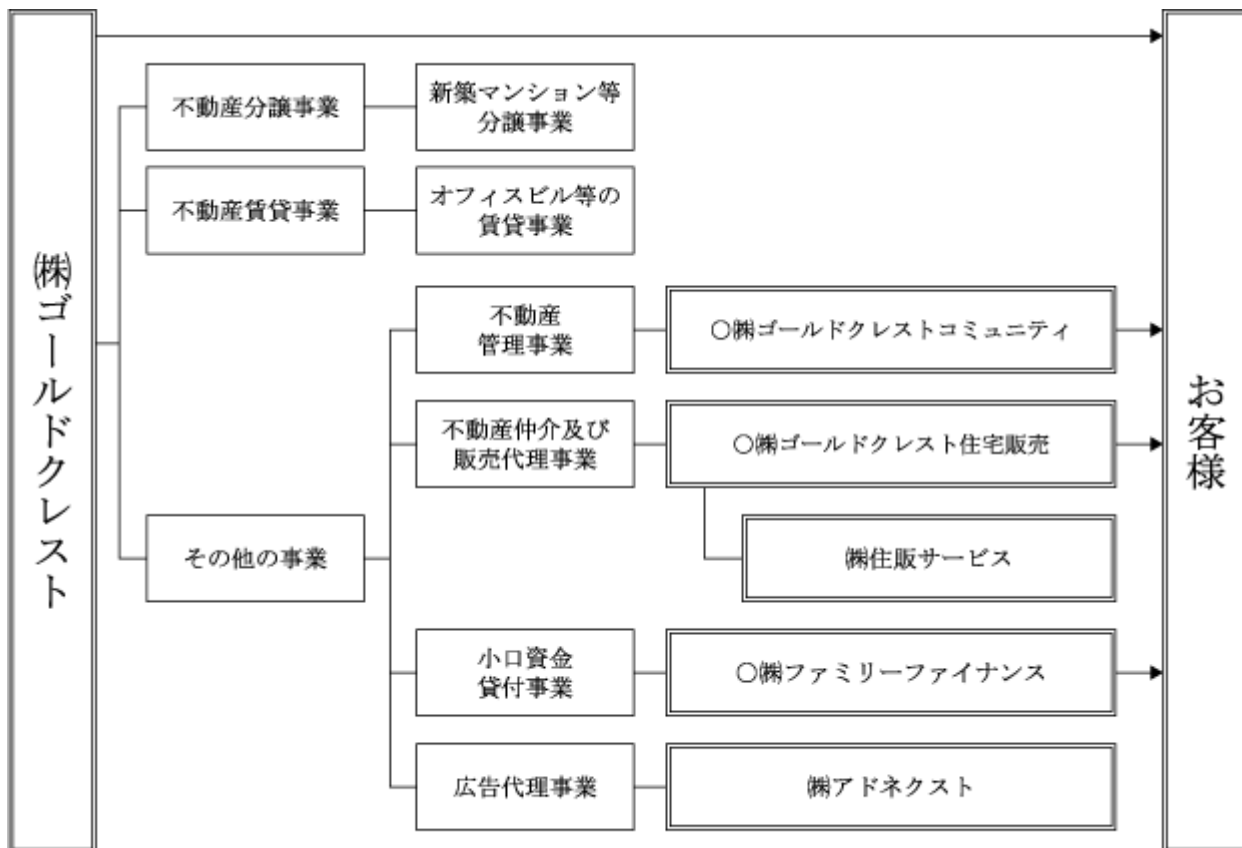 ㈱ゴールドクレスト
不動産分譲事業
新築マンション等
分譲事業
不動産賃貸事業
オフィスビル等の
賃貸事業
その他の事業
不動産
管理事業
○㈱ゴールドクレストコミュニティ
不動産仲介及び
販売代理事業
○㈱ゴールドクレスト住宅販売
㈱住販サービス
小口資金
貸付事業
○㈱ファミリーファイナンス
広告代理事業
㈱アドネクスト
お客様